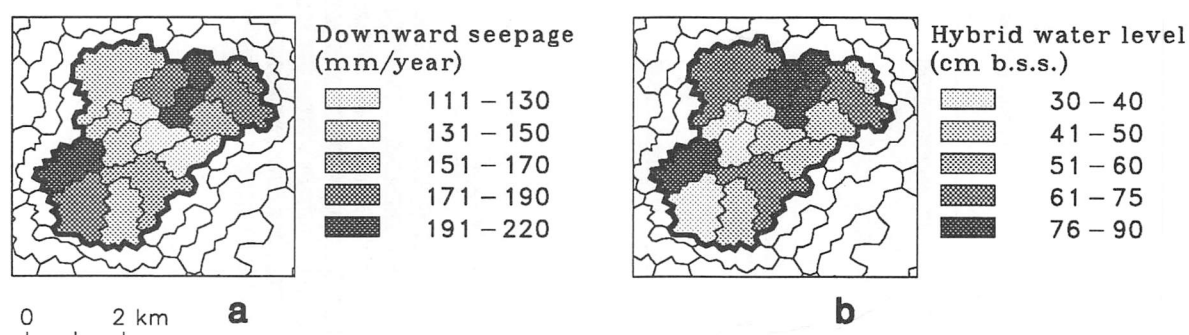 Downward seepage
(mm/year)
111 – 130
131 – 150
151 – 170
171 – 190
191 – 220
0 2 km
a
Hybrid water level
(cm b.s.s.)
30 – 40
41 – 50
51 – 60
61 – 75
76 – 90
b